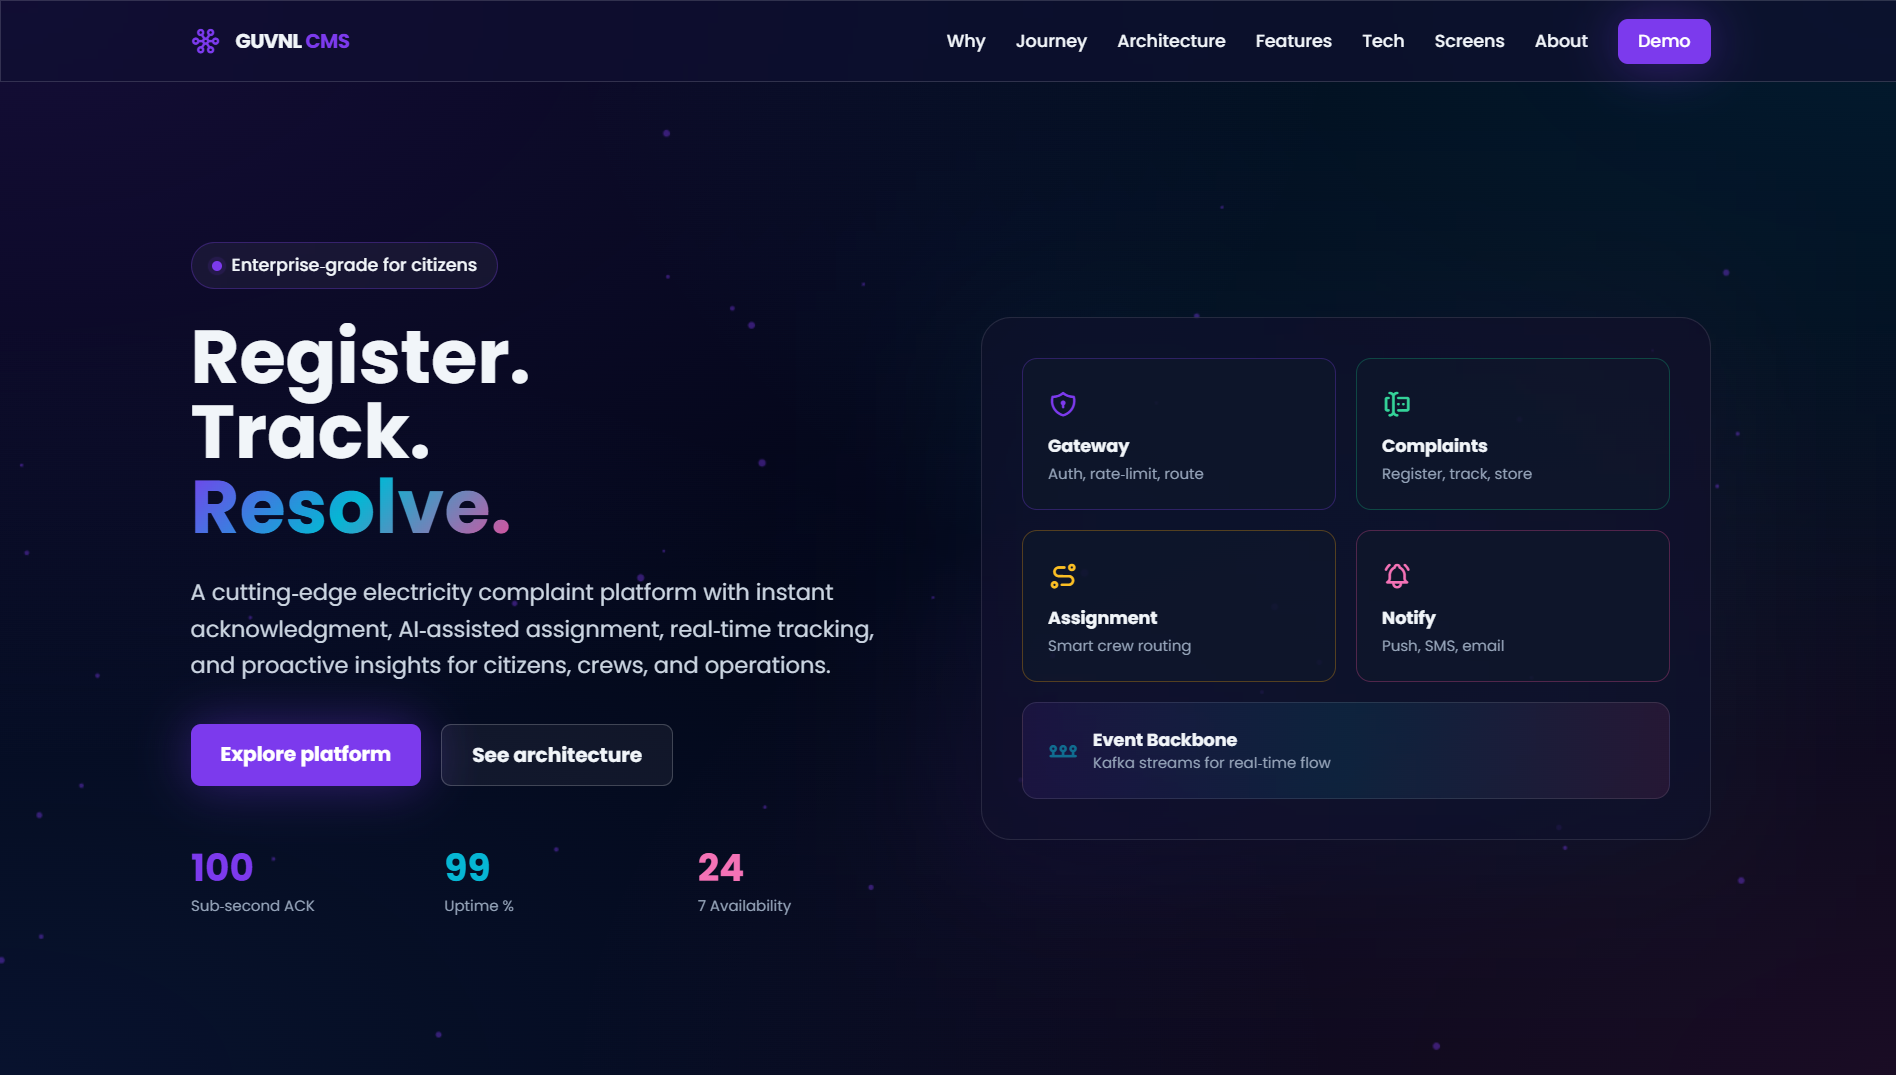 GUVNL CMS
Why Journey Architecture Features Tech Screens About Demo
Enterprise-grade for citizens
Register.
Track.
Resolve.
A cutting-edge electricity complaint platform with instant
acknowledgment, AI-assisted assignment, real-time tracking,
and proactive insights for citizens, crews, and operations.
Explore platform
See architecture
100
Sub-second ACK
99
Uptime %
24
7 Availability
Gateway
Auth, rate-limit, route
Complaints
Register, track, store
Assignment
Smart crew routing
Notify
Push, SMS, email
Event Backbone
Kafka streams for real-time flow